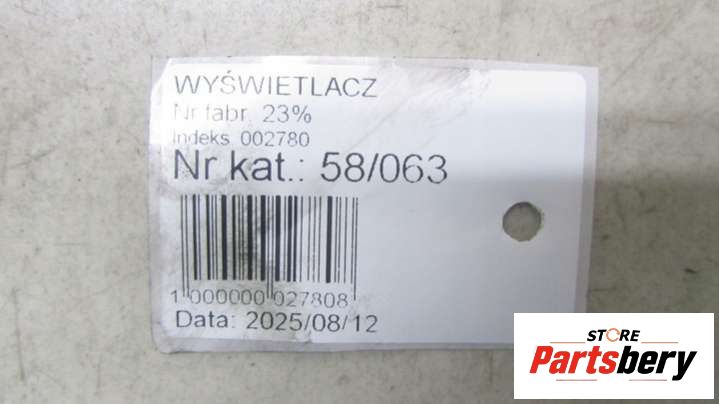 WYŚWIETLACZ
Nr fabr. 23%
Indeks 002780
Nr kat.: 58/063
1 000000 027808
Data: 2025/08/12
STORE
Partsbery